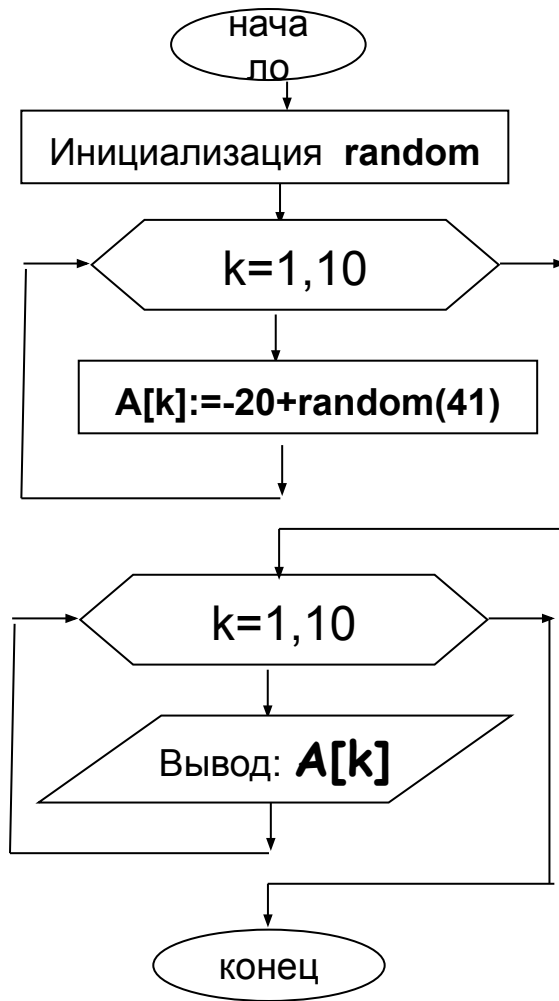 нача
ло
Инициализация random
k=1,10
A[k]:=-20+random(41)
k=1,10
Вывод: A[k]
конец